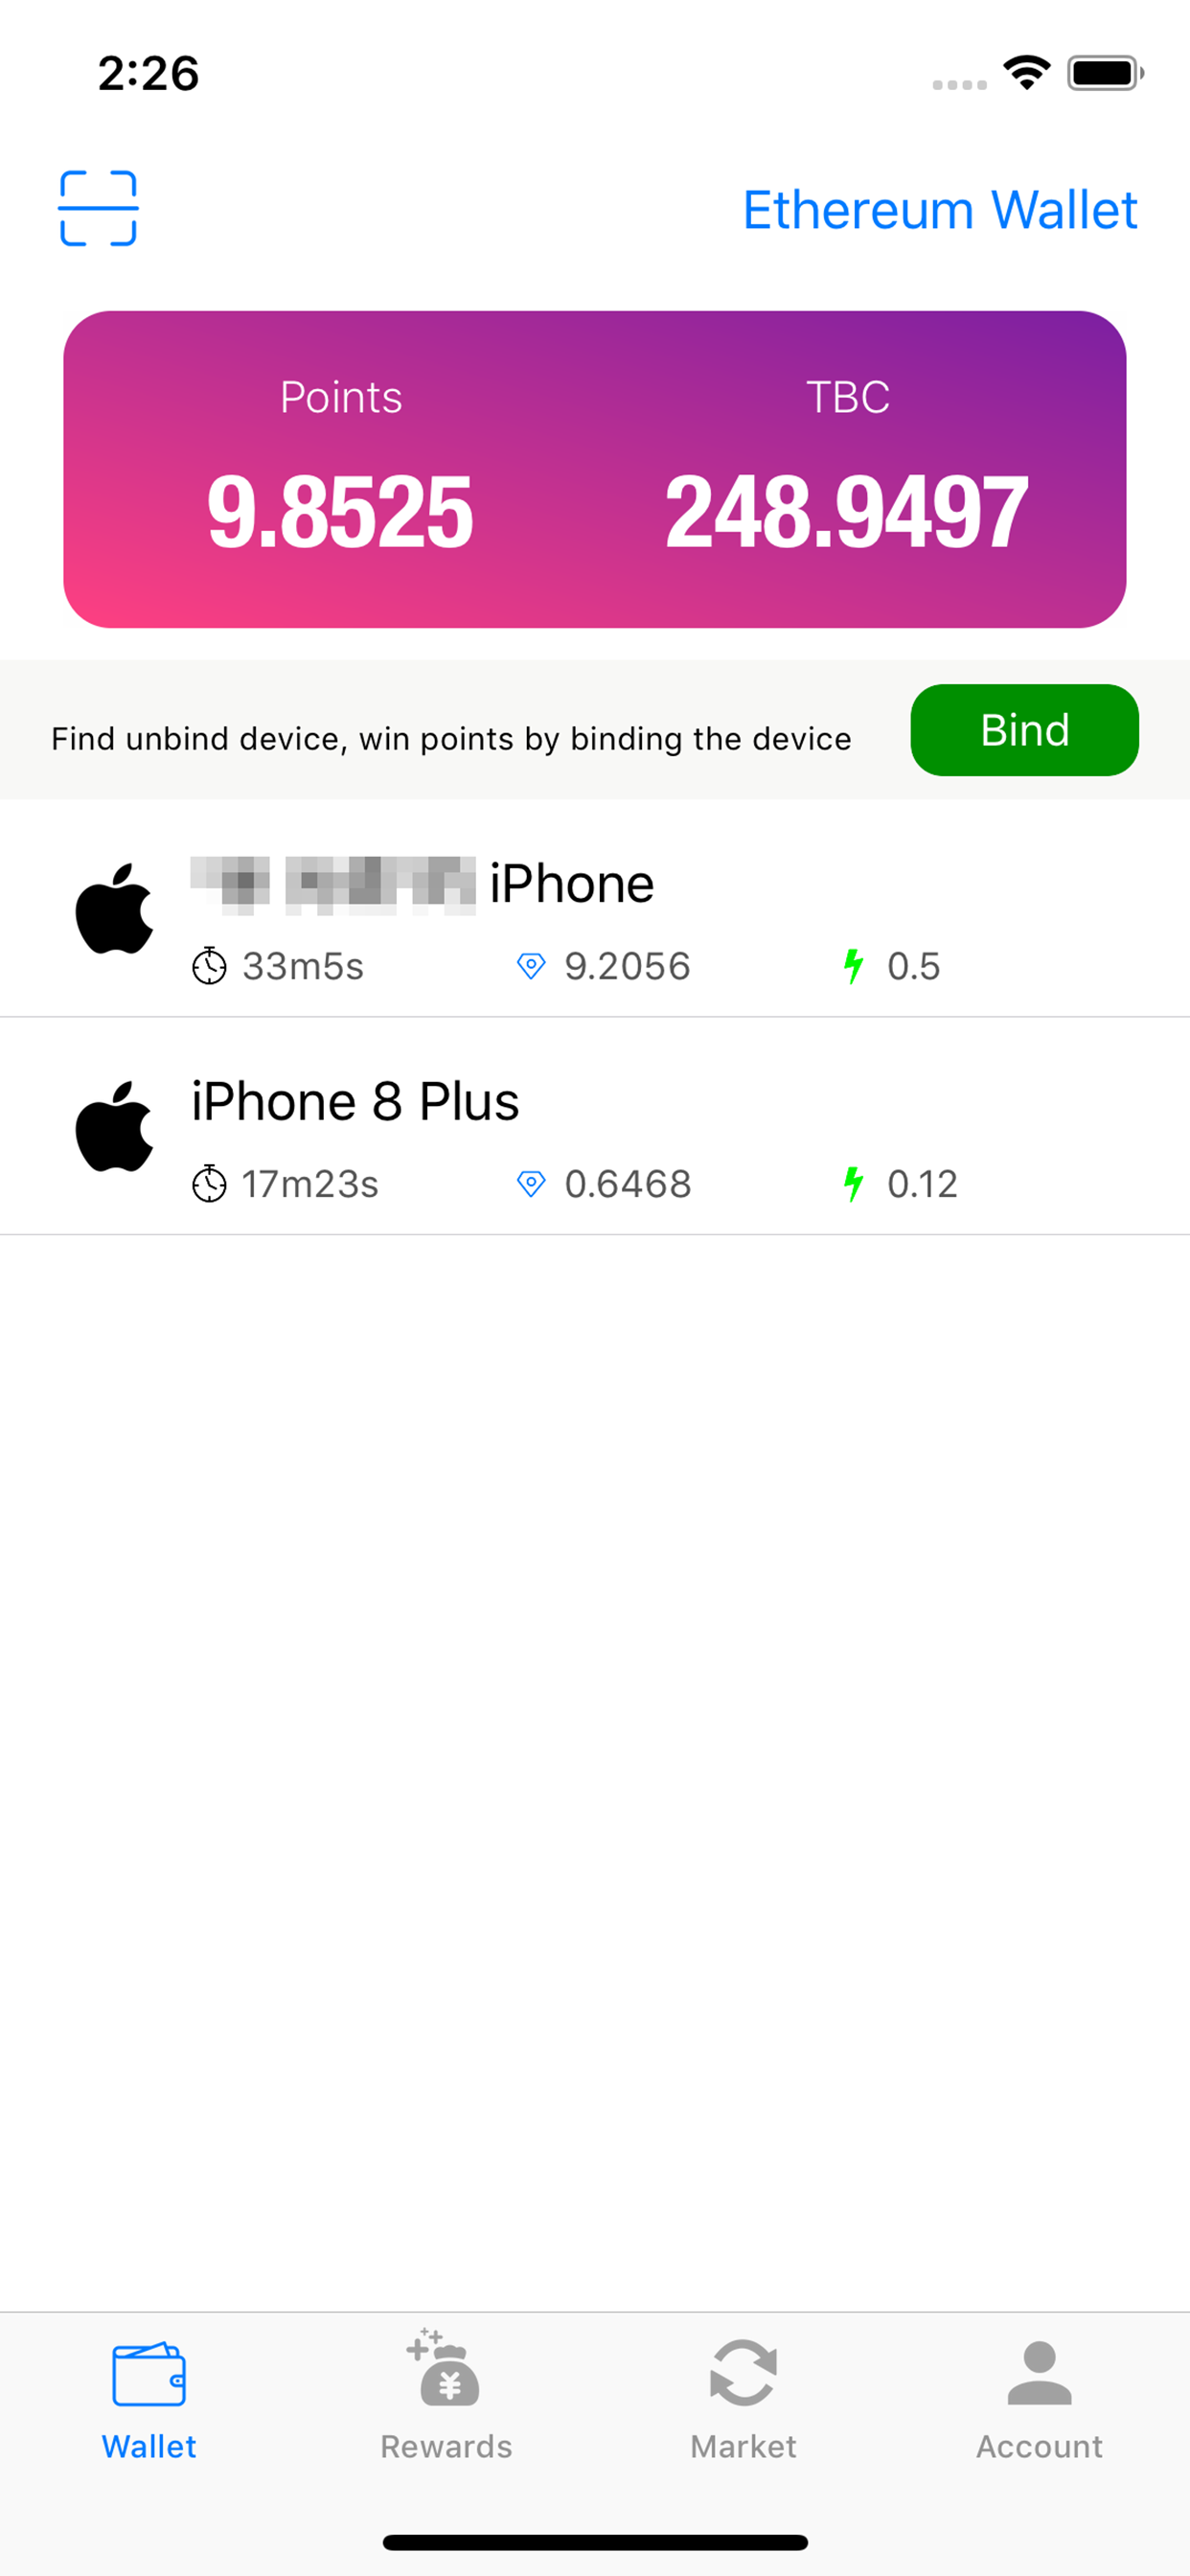 2:26
Ethereum Wallet
Points TBC
9.8525 248.9497
Find unbind device, win points by binding the device Bind
iPhone
33m5s 9.2056 0.5
iPhone 8 Plus
17m23s 0.6468 0.12
¥
Wallet Rewards Market Account